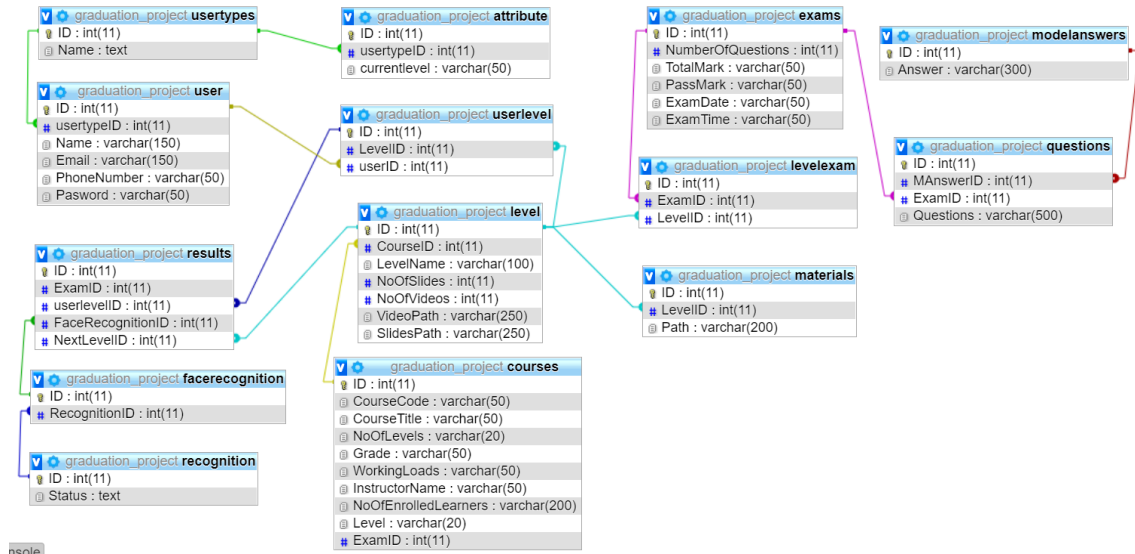 graduation_project usertypes
ID : int(11)
Name : text
graduation_project attribute
ID : int(11)
usertypeID : int(11)
currentlevel : varchar(50)
graduation_project exams
ID : int(11)
NumberOfQuestions : int(11)
TotalMark : varchar(50)
PassMark : varchar(50)
ExamDate : varchar(50)
ExamTime : varchar(50)
graduation_project modelanswers
ID : int(11)
Answer : varchar(300)
graduation_project user
ID : int(11)
usertypeID : int(11)
Name : varchar(150)
Email : varchar(150)
PhoneNumber : varchar(50)
Pasword : varchar(50)
graduation_project userlevel
ID : int(11)
LevelID : int(11)
userID : int(11)
graduation_project levelexam
ID : int(11)
ExamID : int(11)
LevelID : int(11)
graduation_project questions
ID : int(11)
MAnswerID : int(11)
ExamID : int(11)
Questions : varchar(500)
graduation_project level
ID : int(11)
CourseID : int(11)
LevelName : varchar(100)
NoOfSlides : int(11)
NoOfVideos : int(11)
VideoPath : varchar(250)
SlidesPath : varchar(250)
graduation_project results
ID : int(11)
ExamID : int(11)
userlevelID : int(11)
FaceRecognitionID : int(11)
NextLevelID : int(11)
graduation_project materials
ID : int(11)
LevelID : int(11)
Path : varchar(200)
graduation_project facerecognition
ID : int(11)
RecognitionID : int(11)
graduation_project courses
ID : int(11)
CourseCode : varchar(50)
CourseTitle : varchar(50)
NoOfLevels : varchar(20)
Grade : varchar(50)
WorkingLoads : varchar(50)
InstructorName : varchar(50)
NoOfEnrolledLearners : varchar(200)
Level : varchar(20)
ExamID : int(11)
graduation_project recognition
ID : int(11)
Status : text
nsole